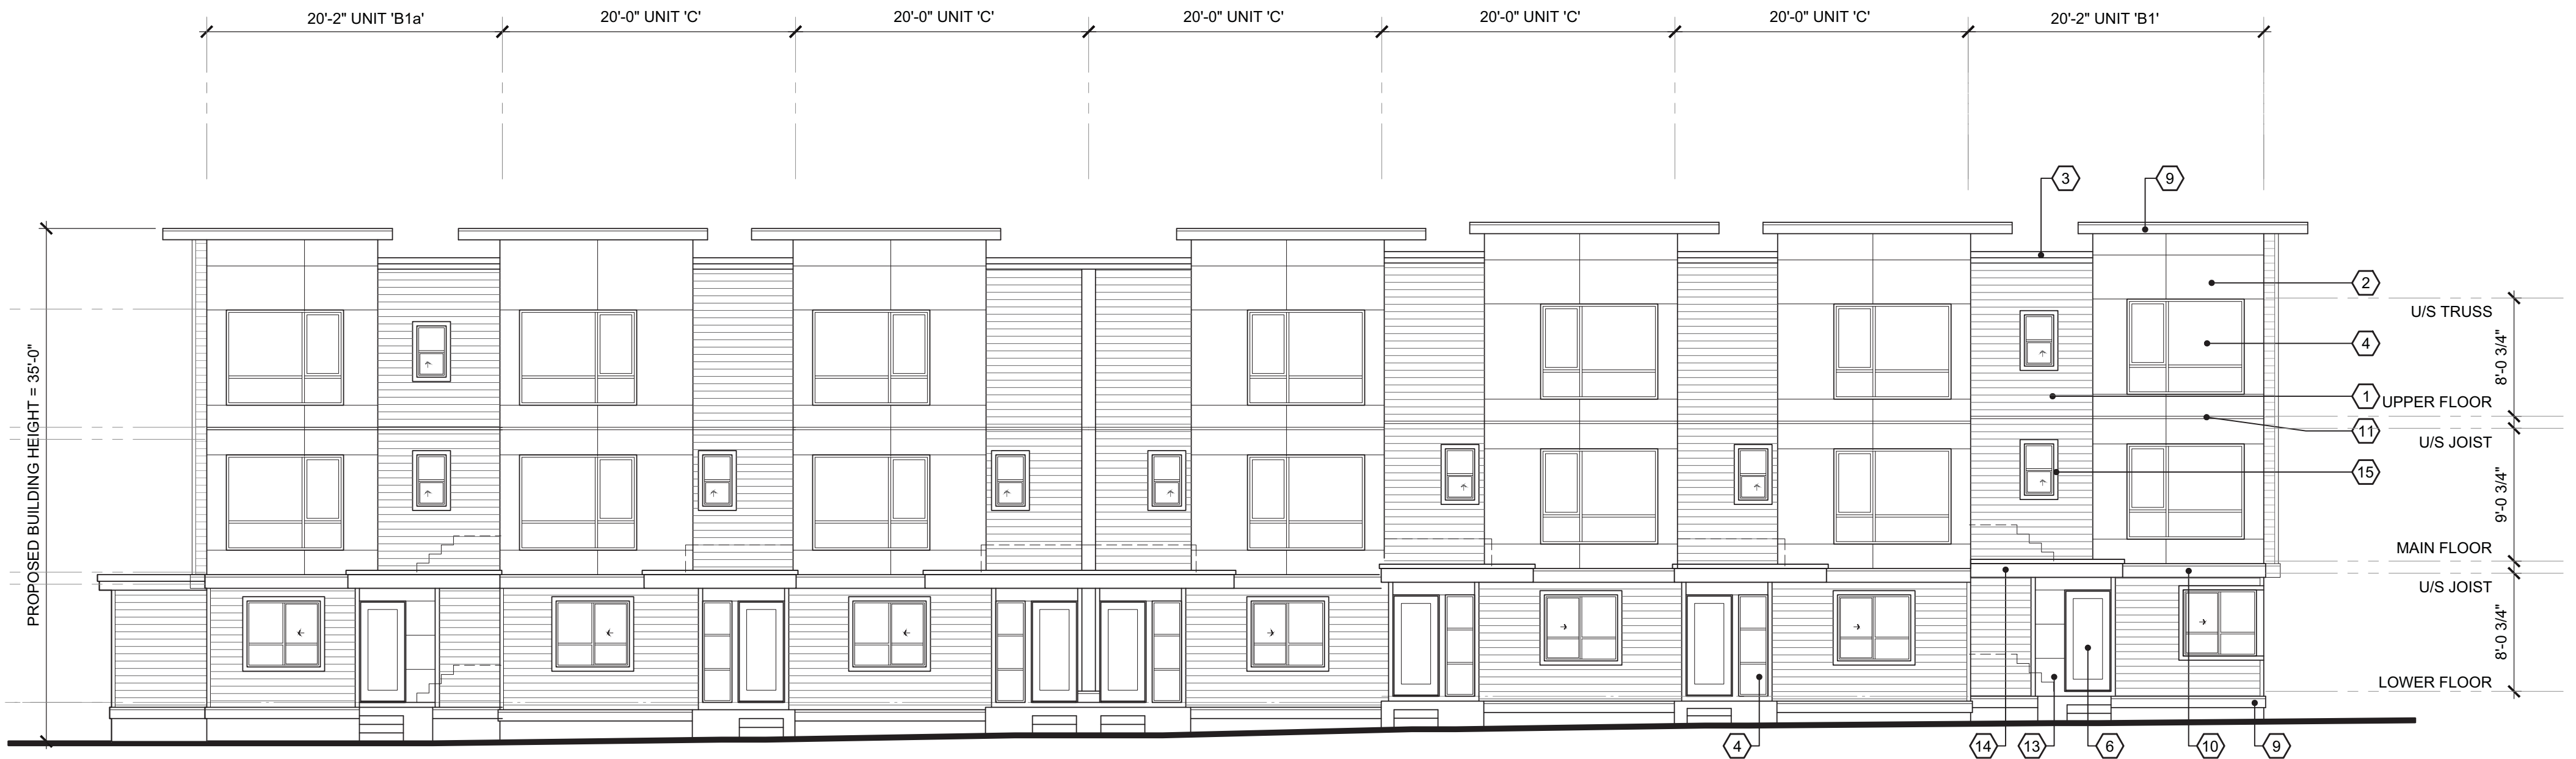 20'-2" UNIT 'B1a'
20'-0" UNIT 'C'
20'-0" UNIT 'C'
20'-0" UNIT 'C'
20'-0" UNIT 'C'
20'-0" UNIT 'C'
20'-2" UNIT 'B1'
3
9
2
U/S TRUSS
4
8'-0 3/4"
1
UPPER FLOOR
11
U/S JOIST
15
9'-0 3/4"
MAIN FLOOR
U/S JOIST
8'-0 3/4"
LOWER FLOOR
PROPOSED BUILDING HEIGHT = 35'-0"
4
14
13
6
10
9